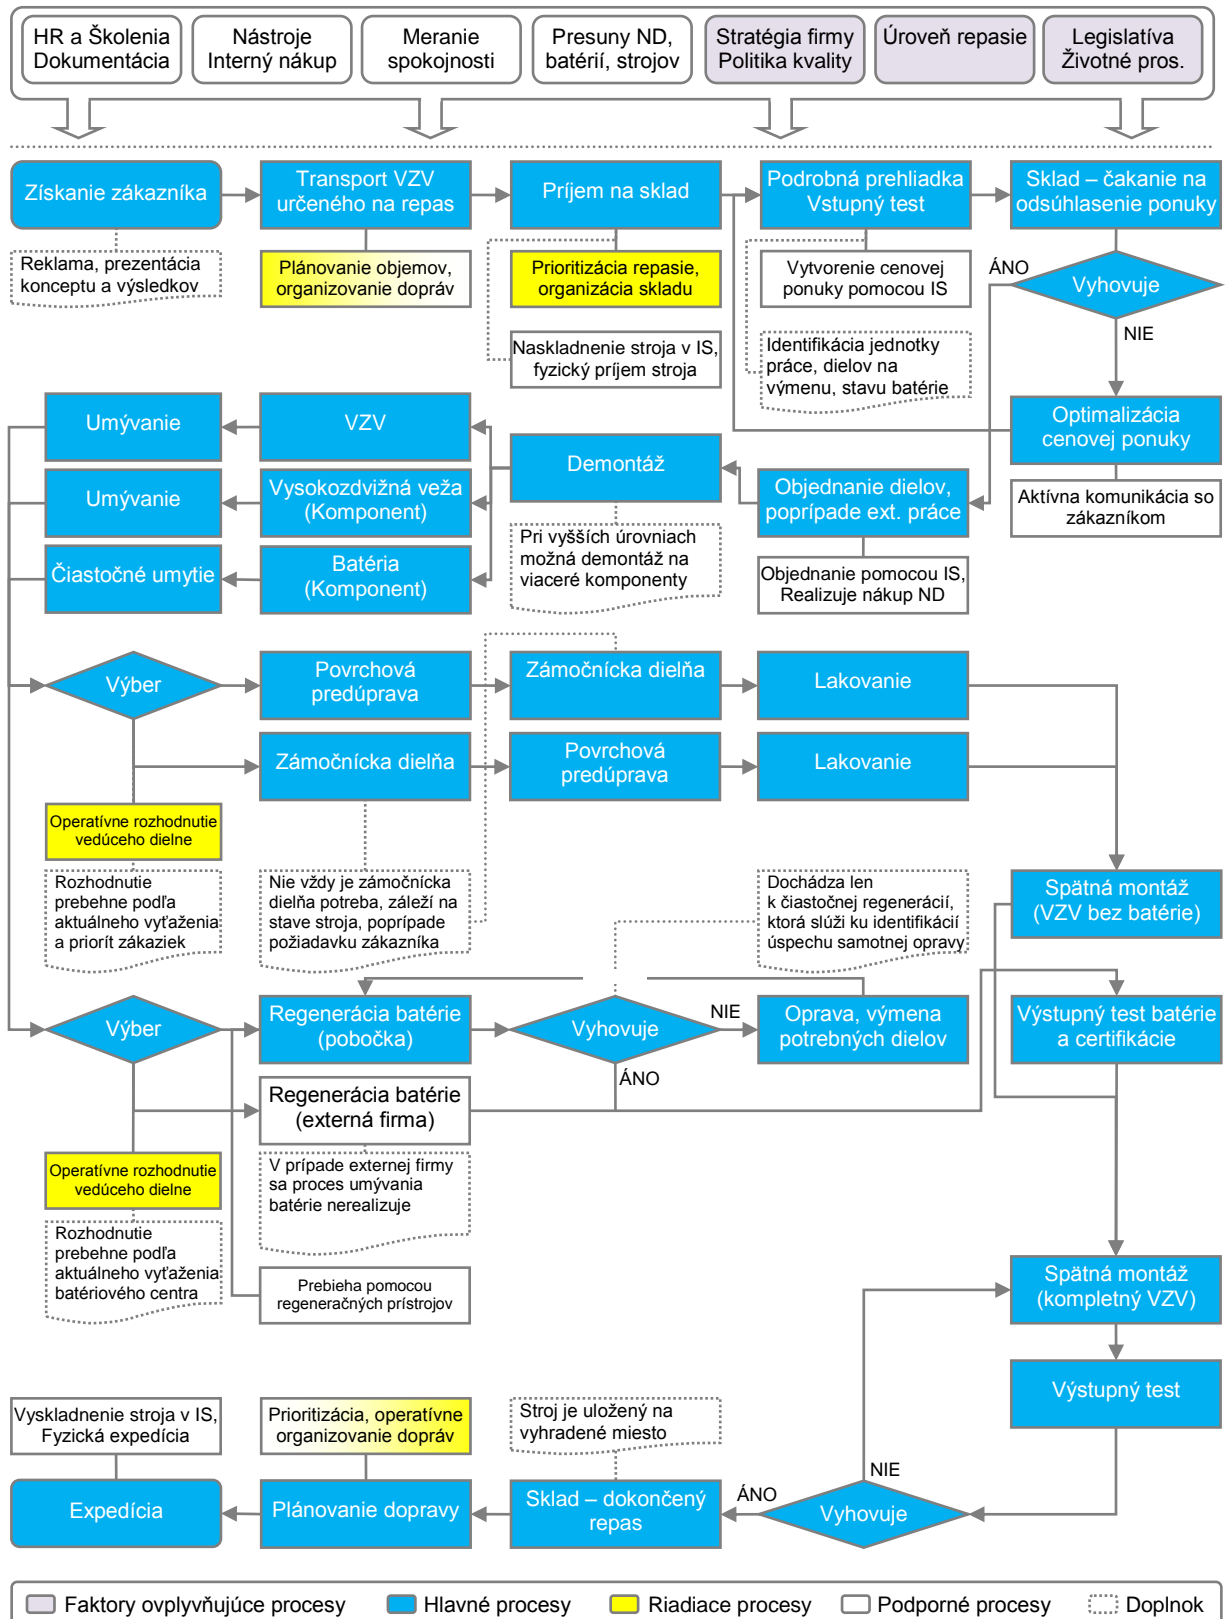 HR a Školenia
Dokumentácia
Nástroje
Interný nákup
Meranie
spokojnosti
Presuny ND,
batérií, strojov
Stratégia firmy
Politika kvality
Úroveň repasie
Legislatíva
Životné pros.
Získanie zákazníka
Transport VZV
určeného na repas
Príjem na sklad
Podrobná prehliadka
Vstupný test
Sklad – čakanie na
odsúhlasenie ponuky
Reklama, prezentácia
konceptu a výsledkov
Plánovanie objemov,
organizovanie dopráv
Prioritizácia repasie,
organizácia skladu
Vytvorenie cenovej
ponuky pomocou IS
ÁNO
Vyhovuje
NIE
Naskladnenie stroja v IS,
fyzický príjem stroja
Identifikácia jednotky
práce, dielov na
výmenu, stavu batérie
Umývanie
VZV
Demontáž
Optimalizácia
cenovej ponuky
Umývanie
Vysokozdvižná veža
(Komponent)
Objednanie dielov,
poprípade ext. práce
Aktívna komunikácia so
zákazníkom
Čiastočné umytie
Batéria
(Komponent)
Pri vyšších úrovniach
možná demontáž na
viaceré komponenty
Objednanie pomocou IS,
Realizuje nákup ND
Výber
Povrchová
predúprava
Zámočnícka dielňa
Lakovanie
Zámočnícka dielňa
Povrchová
predúprava
Lakovanie
Operatívne rozhodnutie
vedúceho dielne
Rozhodnutie
prebehne podľa
aktuálneho vyťaženia
a priorít zákaziek
Nie vždy je zámočnícka
dielňa potreba, záleží na
stave stroja, poprípade
požiadavku zákazníka
Dochádza len
k čiastočnej regenerácií,
ktorá slúži ku identifikácií
úspechu samotnej opravy
Spätná montáž
(VZV bez batérie)
Výber
Regenerácia batérie
(pobočka)
Vyhovuje
NIE
Oprava, výmena
potrebných dielov
Výstupný test batérie
a certifikácie
ÁNO
Regenerácia batérie
(externá firma)
Operatívne rozhodnutie
vedúceho dielne
V prípade externej firmy
sa proces umývania
batérie nerealizuje
Rozhodnutie
prebehne podľa
aktuálneho vyťaženia
batériového centra
Prebieha pomocou
regeneračných prístrojov
Spätná montáž
(kompletný VZV)
Výstupný test
Vyskladnenie stroja v IS,
Fyzická expedícia
Prioritizácia, operatívne
organizovanie dopráv
Stroj je uložený na
vyhradené miesto
NIE
Expedícia
Plánovanie dopravy
Sklad – dokončený
repas
ÁNO
Vyhovuje
Faktory ovplyvňujúce procesy
Hlavné procesy
Riadiace procesy
Podporné procesy
Doplnok